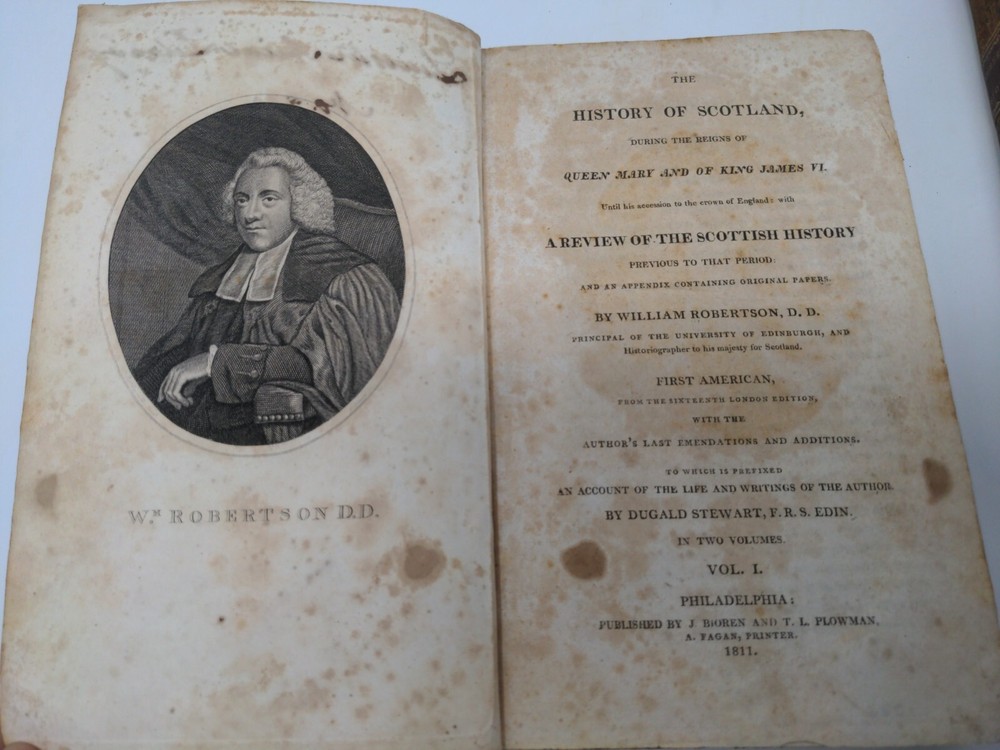 Wᴹ ROBERTSON D.D.
THE
HISTORY OF SCOTLAND,
DURING THE REIGNS OF
QUEEN MARY AND OF KING JAMES VI.
Until his accession to the crown of England: with
A REVIEW OF THE SCOTTISH HISTORY
PREVIOUS TO THAT PERIOD:
AND AN APPENDIX CONTAINING ORIGINAL PAPERS.
BY WILLIAM ROBERTSON, D. D.
PRINCIPAL OF THE UNIVERSITY OF EDINBURGH, AND
Historiographer to his majesty for Scotland.
FIRST AMERICAN,
FROM THE SIXTEENTH LONDON EDITION,
WITH THE
AUTHOR'S LAST EMENDATIONS AND ADDITIONS.
TO WHICH IS PREFIXED
AN ACCOUNT OF THE LIFE AND WRITINGS OF THE AUTHOR.
BY DUGALD STEWART, F. R. S. EDIN.
IN TWO VOLUMES.
VOL. I.
PHILADELPHIA:
PUBLISHED BY J. BIOREN AND T. L. PLOWMAN,
A. FAGAN, PRINTER.
1811.